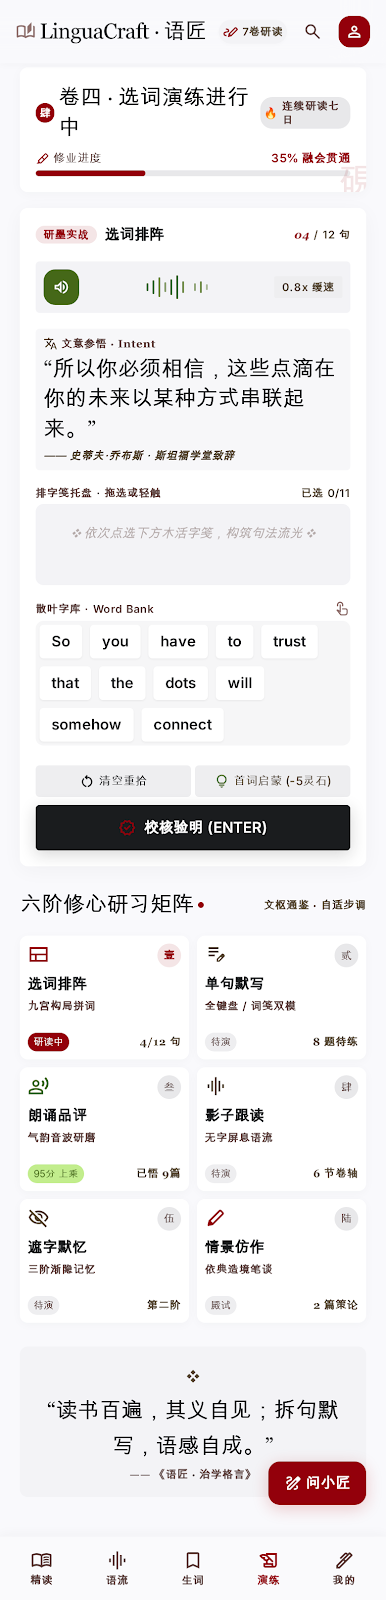 LinguaCraft · 语匠
7卷研读
肆
卷四 · 选词演练进行
中
🔥 连续研读七
日
修业进度
35% 融会贯通
砚
研墨实战
选词排阵
04 / 12 句
0.8x 缓速
文意参悟 · Intent
“所以你必须相信，这些点滴在
你的未来以某种方式串联起
来。”
—— 史蒂夫·乔布斯 · 斯坦福学堂致辞
排字笺托盘 · 拖选或轻触
已选 0/11
❖ 依次点选下方木活字笺，构筑句法流光 ❖
散叶字库 · Word Bank
So you have to trust
that the dots will
somehow connect
清空重拾
首词启蒙 (-5灵石)
校核验明 (ENTER)
六阶修心研习矩阵
文枢通鉴 · 自适步调
壹
选词排阵
九宫构局拼词
研读中
4/12 句
贰
单句默写
全键盘 / 词笺双模
待演
8 题待练
叁
朗诵品评
气韵音波研磨
95分 上乘
已悟 9篇
肆
影子跟读
无字屏息语流
待演
6 节卷轴
伍
遮字默忆
三阶渐隐记忆
待演
第二阶
陆
情景仿作
依典造境笔谈
殿试
2 篇策论
“读书百遍，其义自见；拆句默
写，语感自成。”
—— 《语匠 · 治学格言》
问小匠
精读
语流
生词
演练
我的